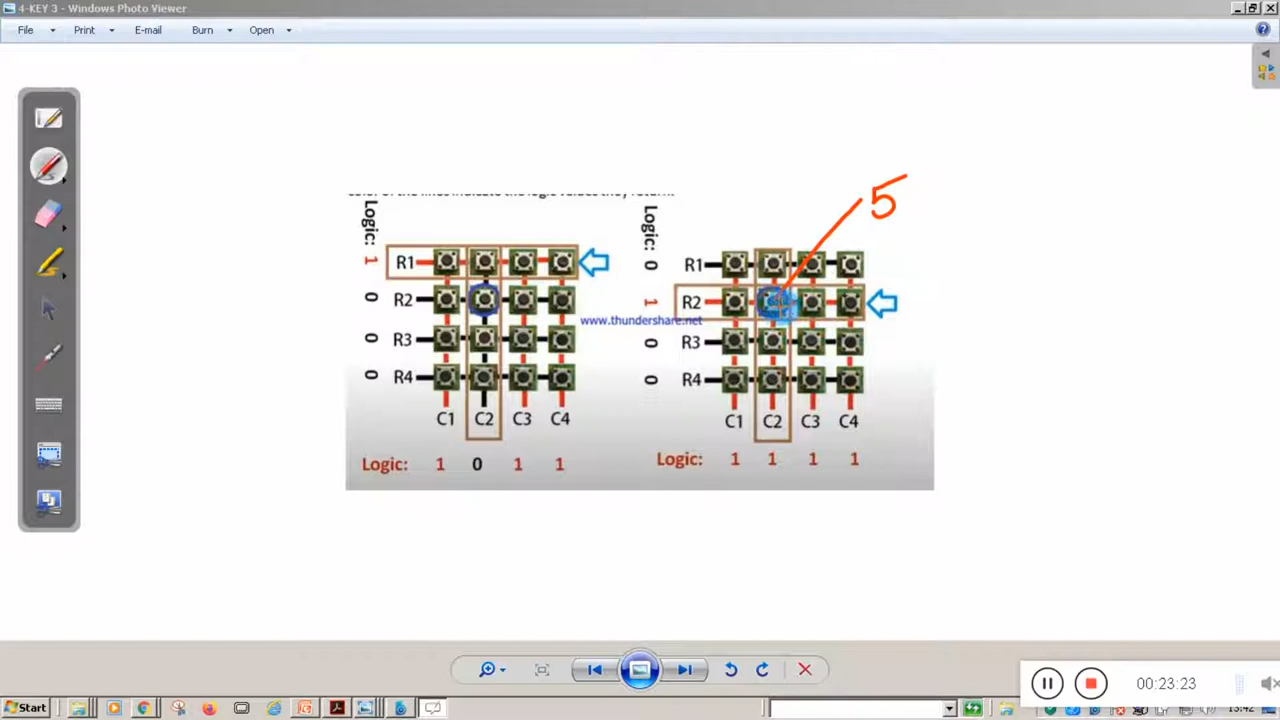 4-KEY 3 - Windows Photo Viewer
File Print E-mail Burn Open
5
Logic: 1 0 0 0
R1
R2
R3
R4
C1 C2 C3 C4
Logic: 1 0 1 1
www.thundershare.net
Logic: 0 1 0 0
R1
R2
R3
R4
C1 C2 C3 C4
Logic: 1 1 1 1
00:23:23
Start
13:42